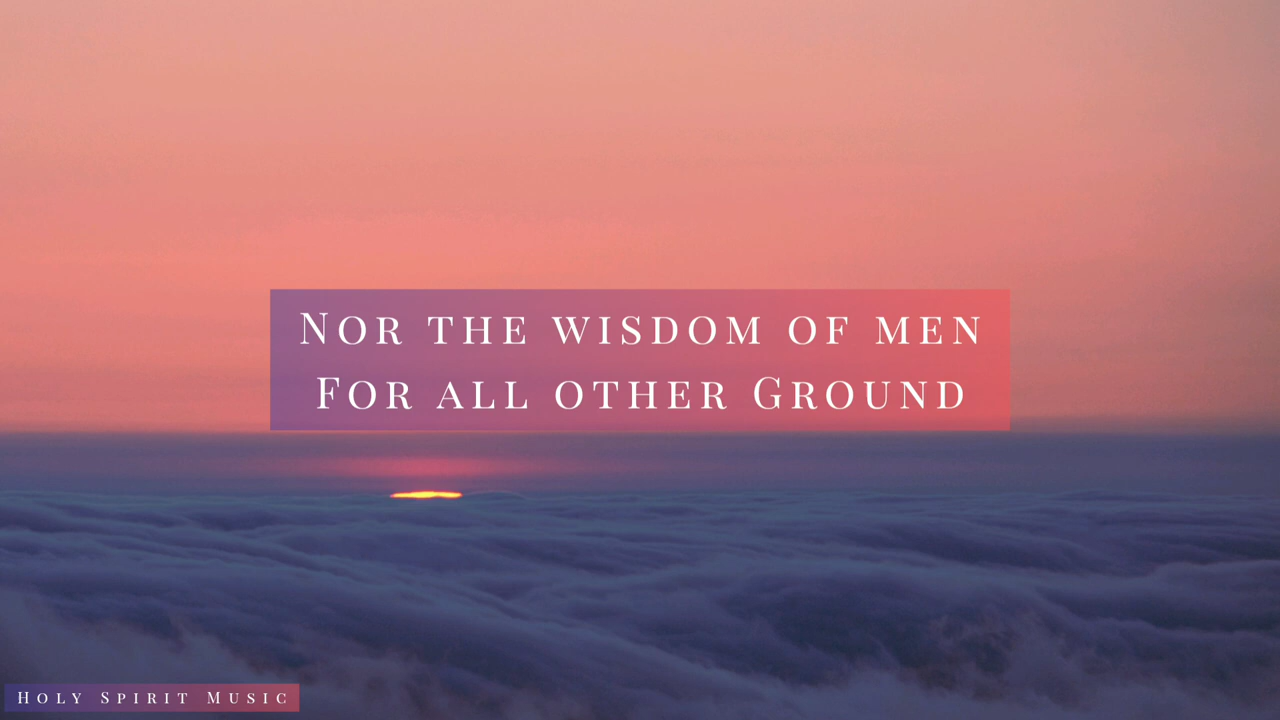 Nor the wisdom of men
For all other Ground
Holy Spirit Music